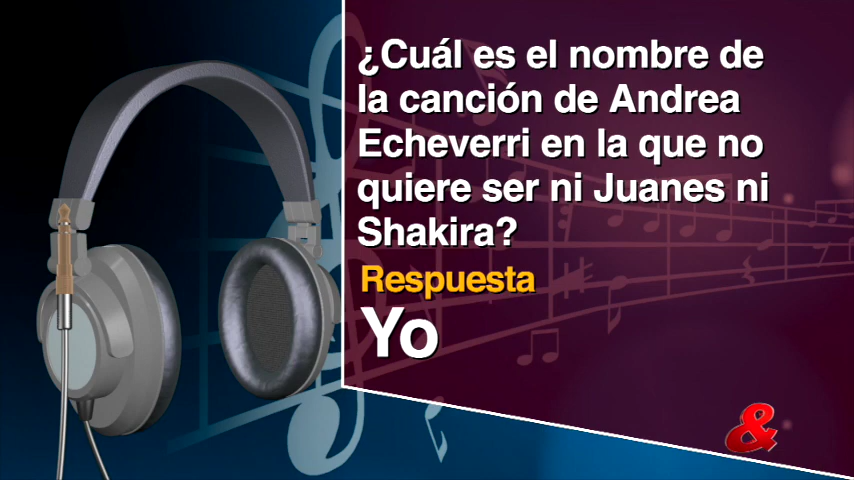 ¿Cuál es el nombre de
la canción de Andrea
Echeverri en la que no
quiere ser ni Juanes ni
Shakira?
Respuesta
Yo
&